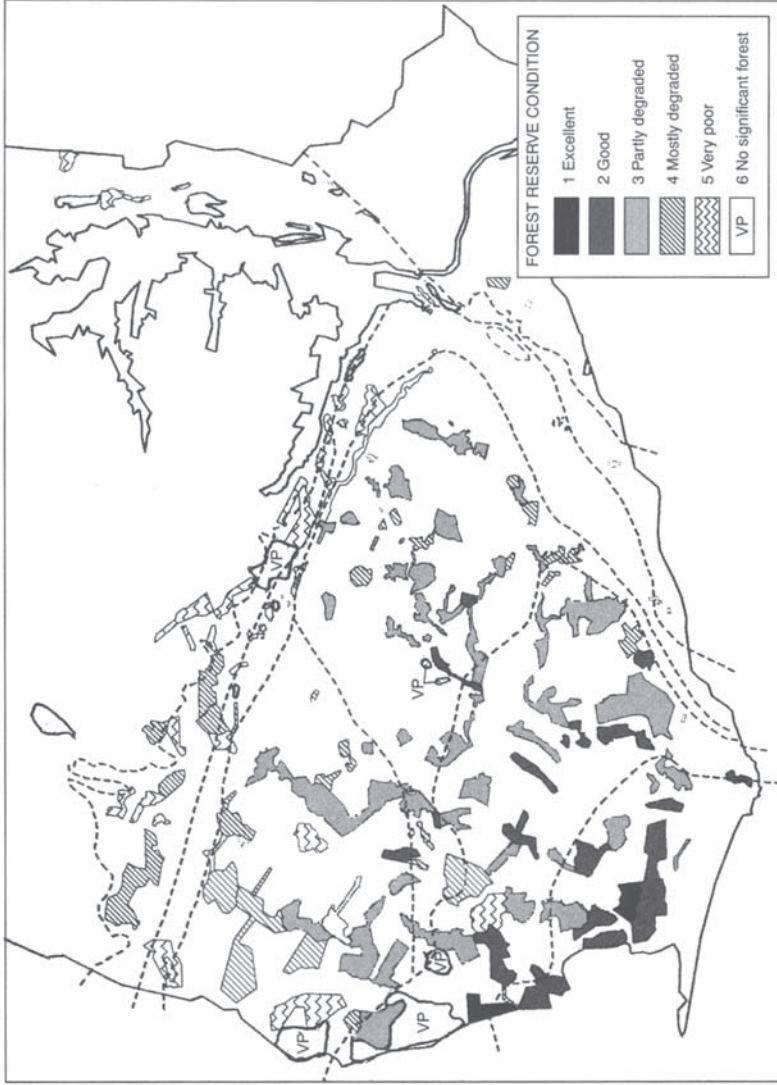 FOREST RESERVE CONDITION
1 Excellent
2 Good
3 Partly degraded
4 Mostly degraded
5 Very poor
VP 6 No significant forest
VP
VP
VP
VP
VP